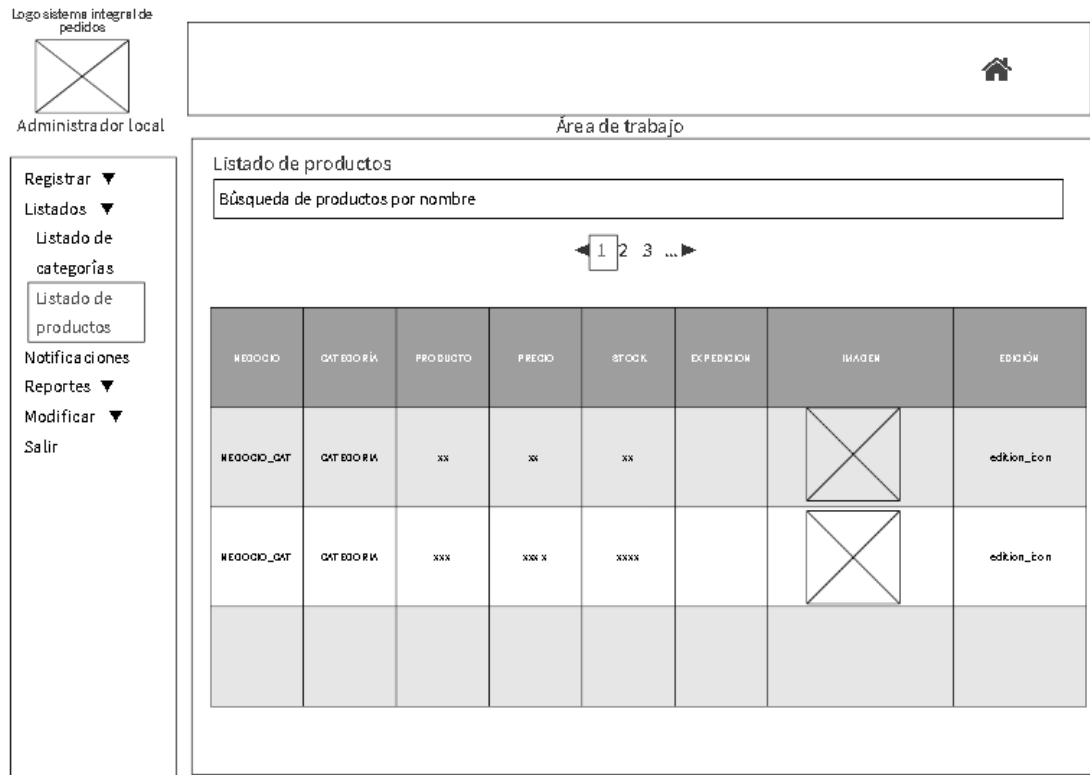 Logo sistema integral de
pedidos
Administrador local
Área de trabajo
Registrar ▼
Listados ▼
Listado de
categorías
Listado de
productos
Notificaciones
Reportes ▼
Modificar ▼
Salir
Listado de productos
Búsqueda de productos por nombre
◀ 1 2 3 ... ▶
NEGOCIO CATEGORÍA PRODUCTO PRECIO STOCK EXPEDICION IMAGEN EDICIÓN
NEGOCIO_CAT CATEGORIA xx xx xx edition_icon
NEGOCIO_CAT CATEGORIA xxx xxx x xxxx edition_icon